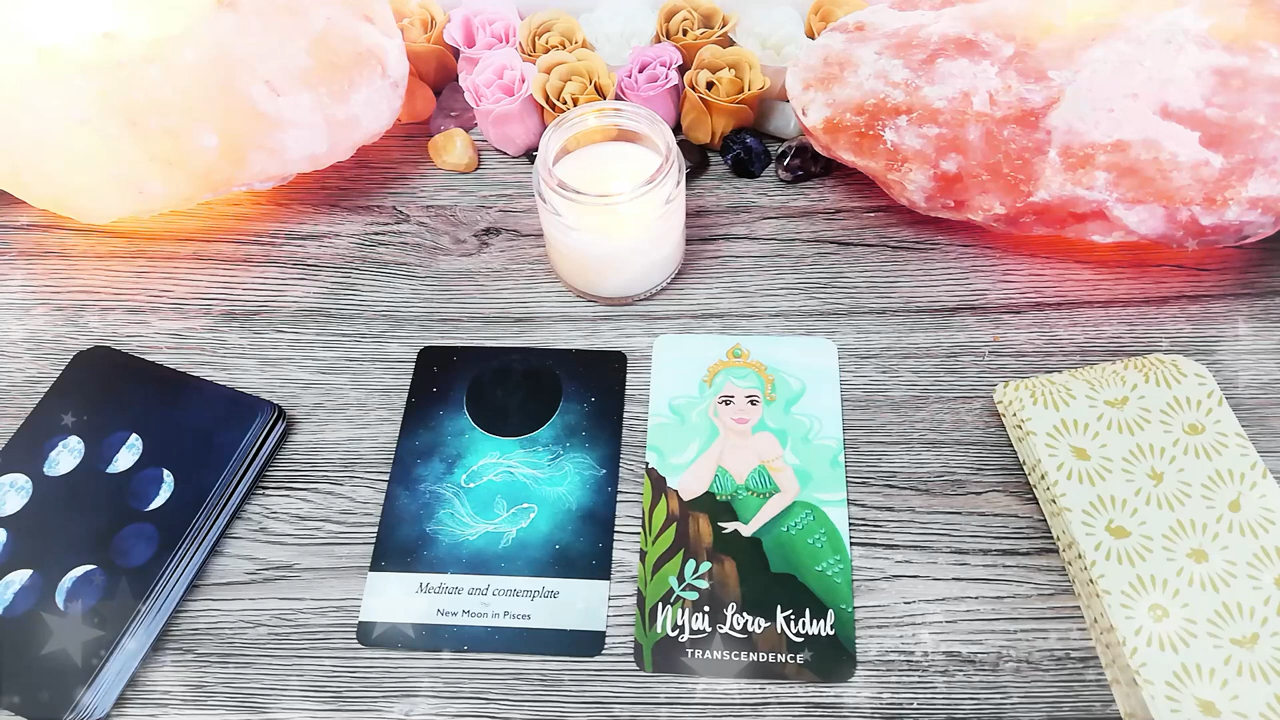 Meditate and contemplate
New Moon in Pisces
Nyai Loro Kidul
TRANSCENDENCE